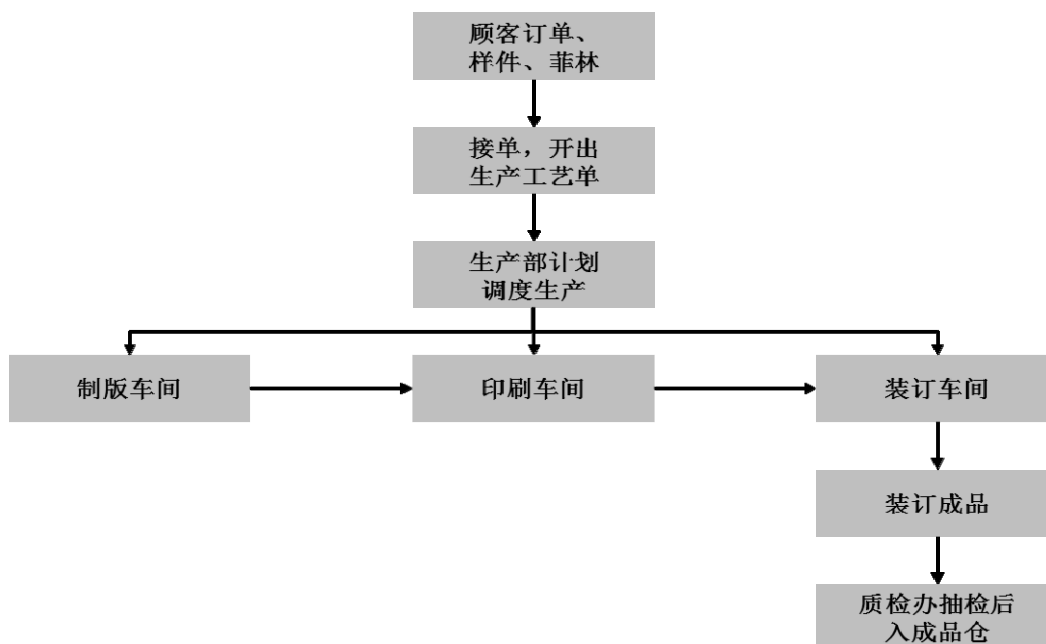 顾客订单、
样件、菲林
接单，开出
生产工艺单
生产部计划
调度生产
制版车间
印刷车间
装订车间
装订成品
质检办抽检后
入成品仓